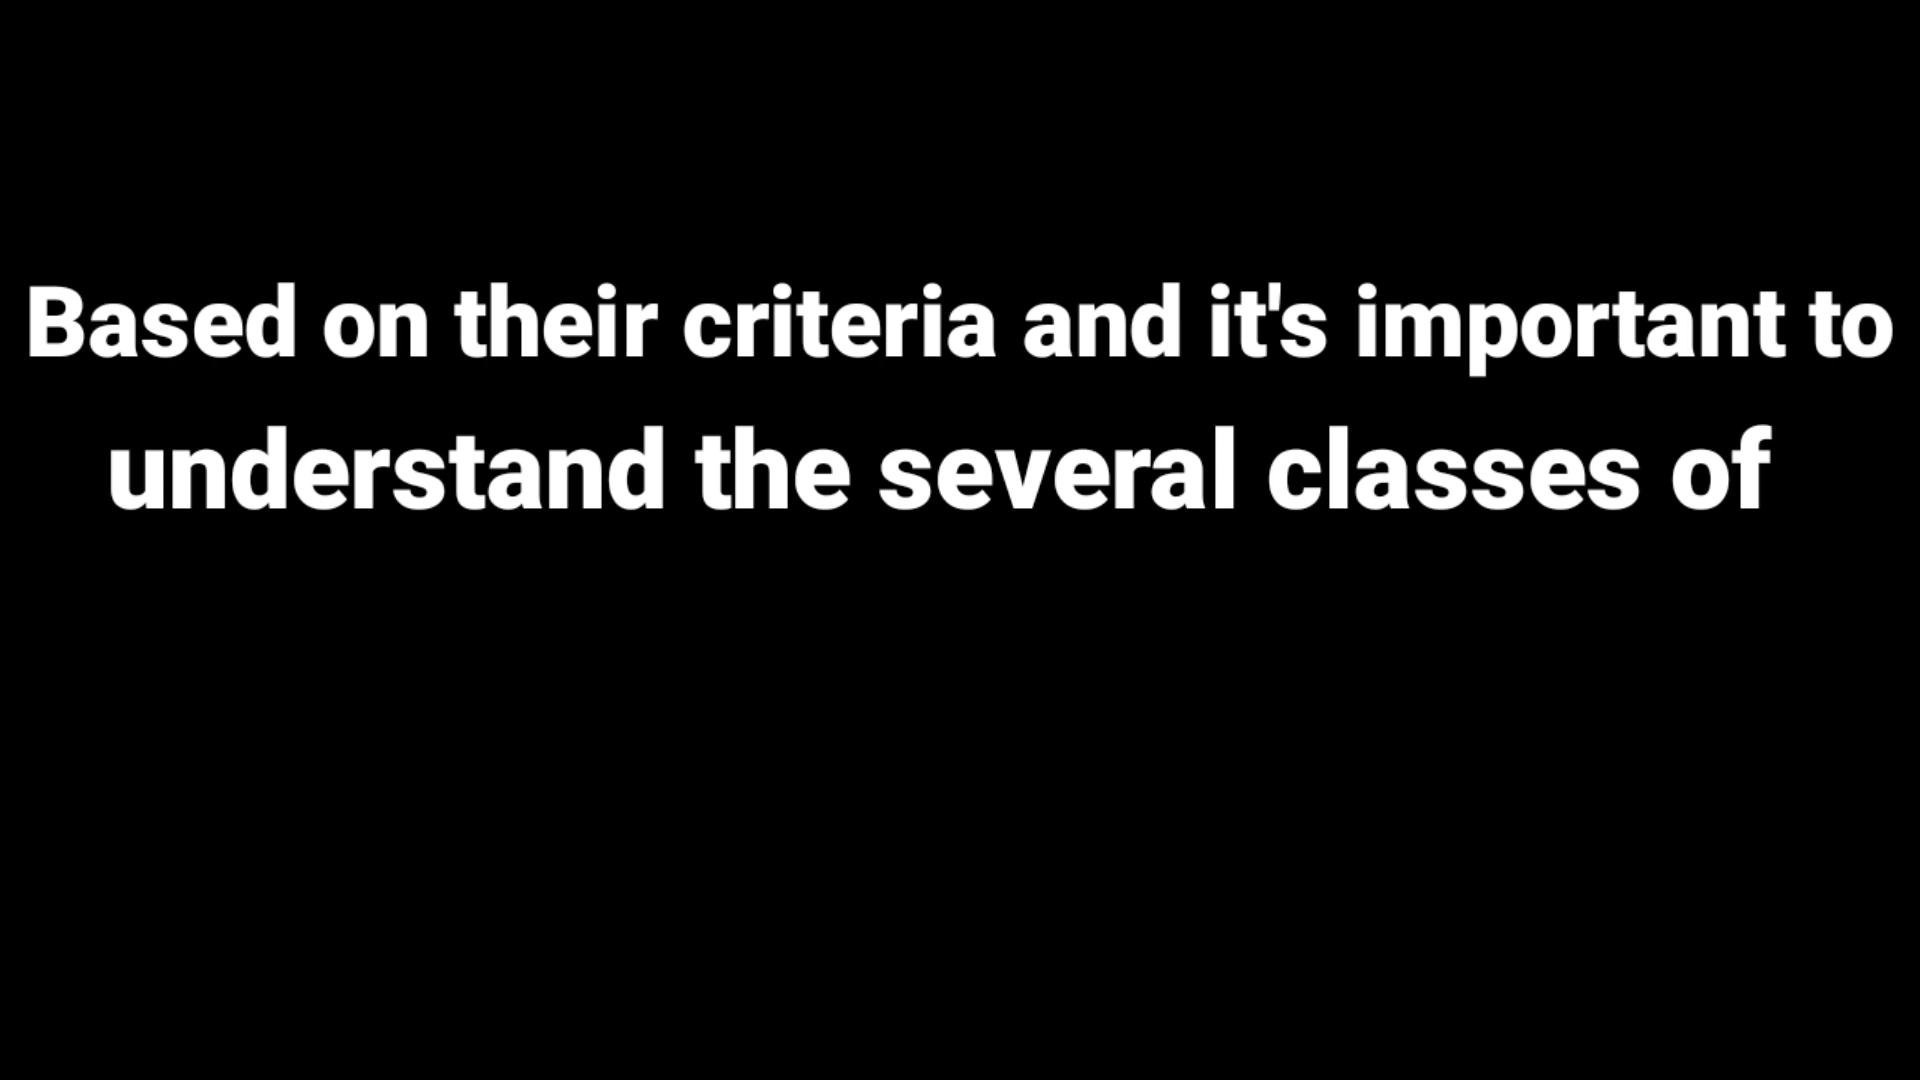 Based on their criteria and it's important to
understand the several classes of